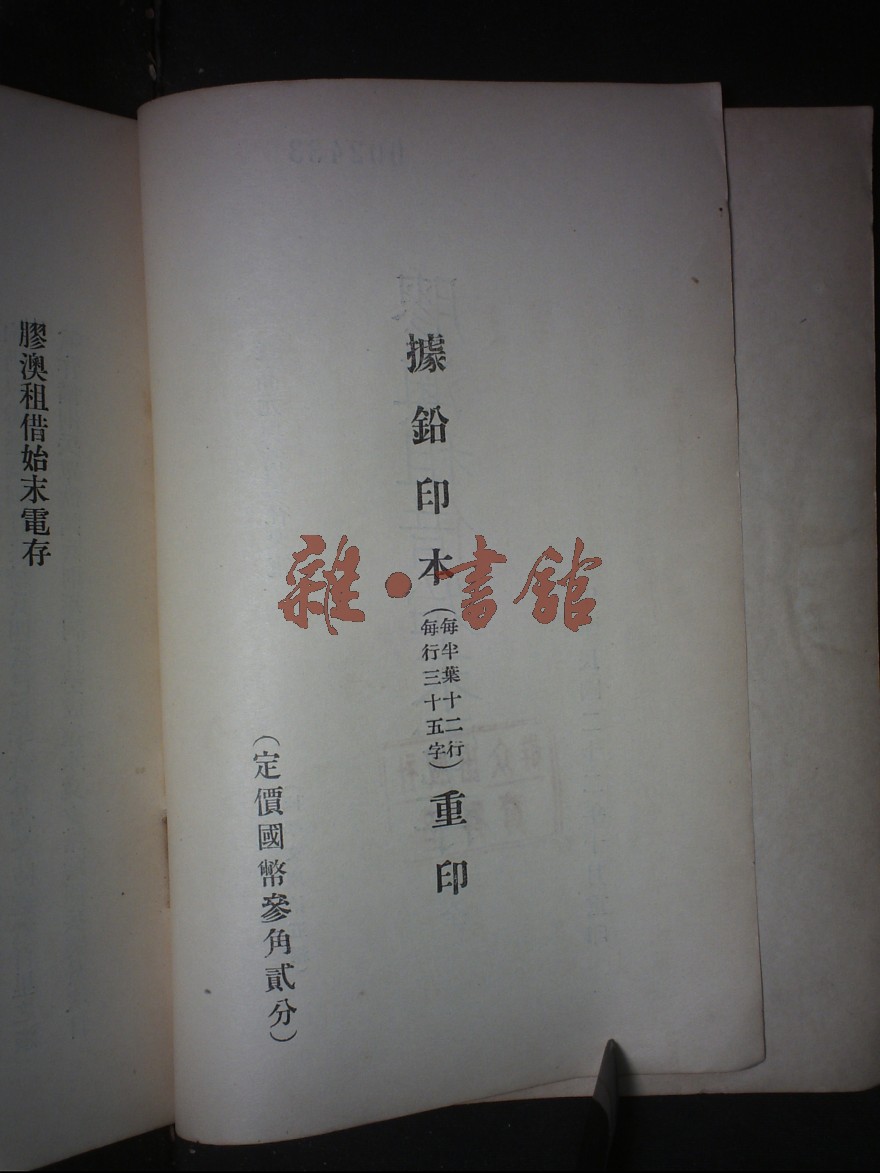 據鉛印本(每半葉十二行
每行三十五字)重印
(定價國幣參角貳分)
膠澳租借始末電存
雜·書館